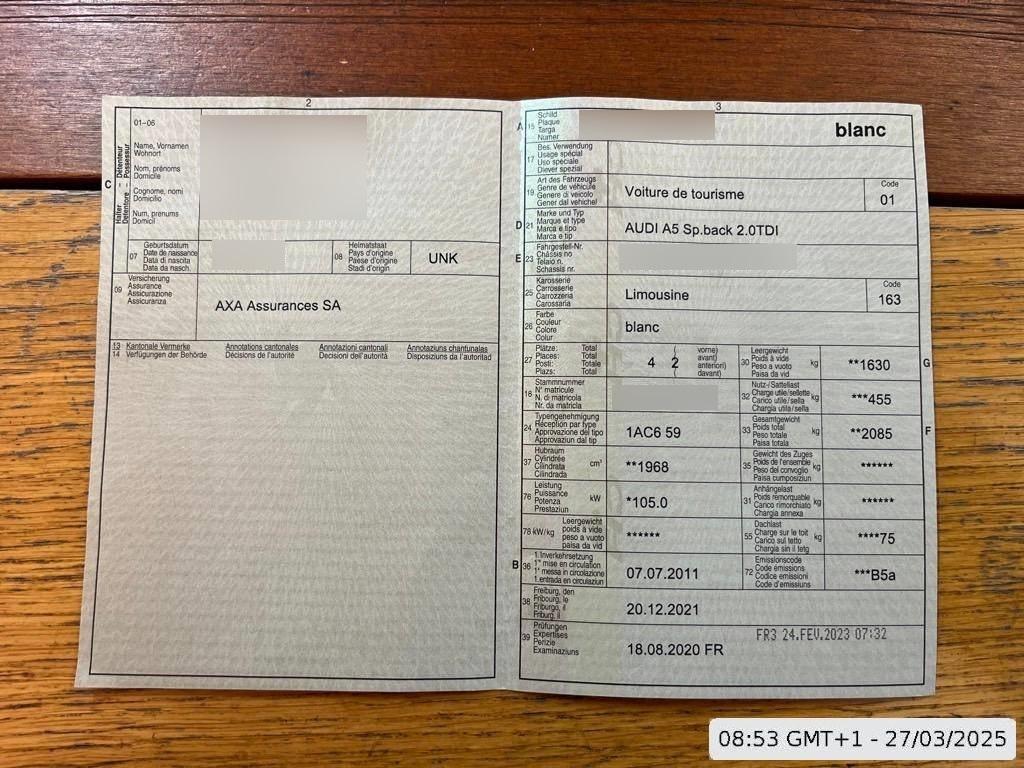 2
01–06
Name, Vornamen
Wohnort
Nom, prénoms
Domicile
Cognome, nomi
Domicilio
Num, prenums
Domicil
C
Halter – Détenteur
Detentore – Possessur
07
Geburtsdatum
Date de naissance
Data di nascita
Data da nasch.
08
Heimatstaat
Pays d'origine
Paese d'origine
Stadi d'origin
UNK
09
Versicherung
Assurance
Assicurazione
Assicuranza
AXA Assurances SA
13 Kantonale Vermerke Annotations cantonales Annotazioni cantonali Annotaziuns chantunalas
14 Verfügungen der Behörde Décisions de l'autorité Decisioni dell'autorità Disposiziuns da l'autoritad
3
A 15
Schild
Plaque
Targa
Numer
blanc
17
Bes. Verwendung
Usage spécial
Uso speciale
Diever spezial
19
Art des Fahrzeugs
Genre de véhicule
Genere di veicolo
Gener dal vehichel
Voiture de tourisme
Code
01
D 21
Marke und Typ
Marque et type
Marca e tipo
Marca e tip
AUDI A5 Sp.back 2.0TDI
E 23
Fahrgestell-Nr.
Châssis no
Telaio n.
Schassis nr.
25
Karosserie
Carrosserie
Carrozzeria
Carossaria
Limousine
Code
163
26
Farbe
Couleur
Colore
Colur
blanc
27
Plätze: Total
Places: Total
Posti: Totale
Plazs: Total
4 2
( vorne)
( avant)
( anteriori)
( davant)
30
Leergewicht
Poids à vide
Peso a vuoto
Paisa da vid
kg
**1630
G
18
Stammnummer
N° matricule
N. di matricola
Nr. da matricla
32
Nutz-/Sattellast
Charge utile/sellette
Carico utile/sella
Chargia utila/sella
kg
***455
24
Typengenehmigung
Réception par type
Approvazione del tipo
Approvaziun dal tip
1AC6 59
33
Gesamtgewicht
Poids total
Peso totale
Paisa totala
kg
**2085
F
37
Hubraum
Cylindrée
Cilindrata
Cilindrada
cm³
**1968
35
Gewicht des Zuges
Poids de l'ensemble
Peso del convoglio
Paisa cumposiziun
kg
******
76
Leistung
Puissance
Potenza
Prestaziun
kW
*105.0
31
Anhängelast
Poids remorquable
Carico rimorchiato
Chargia annexa
kg
******
78 kW/kg
Leergewicht
poids à vide
peso a vuoto
paisa da vid
******
55
Dachlast
Charge sur le toit
Carico sul tetto
Chargia sin il tetg
kg
****75
B 36
1. Inverkehrsetzung
1re mise en circulation
1a messa in circolazione
1. entrada en circulaziun
07.07.2011
72
Emissionscode
Code émissions
Codice emissioni
Code d'emissiuns
***B5a
38
Freiburg, den
Fribourg, le
Friburgo, il
Friburg, il
20.12.2021
39
Prüfungen
Expertises
Perizie
Examinaziuns
FR3 24.FEV.2023 07:32
18.08.2020 FR
08:53 GMT+1 - 27/03/2025